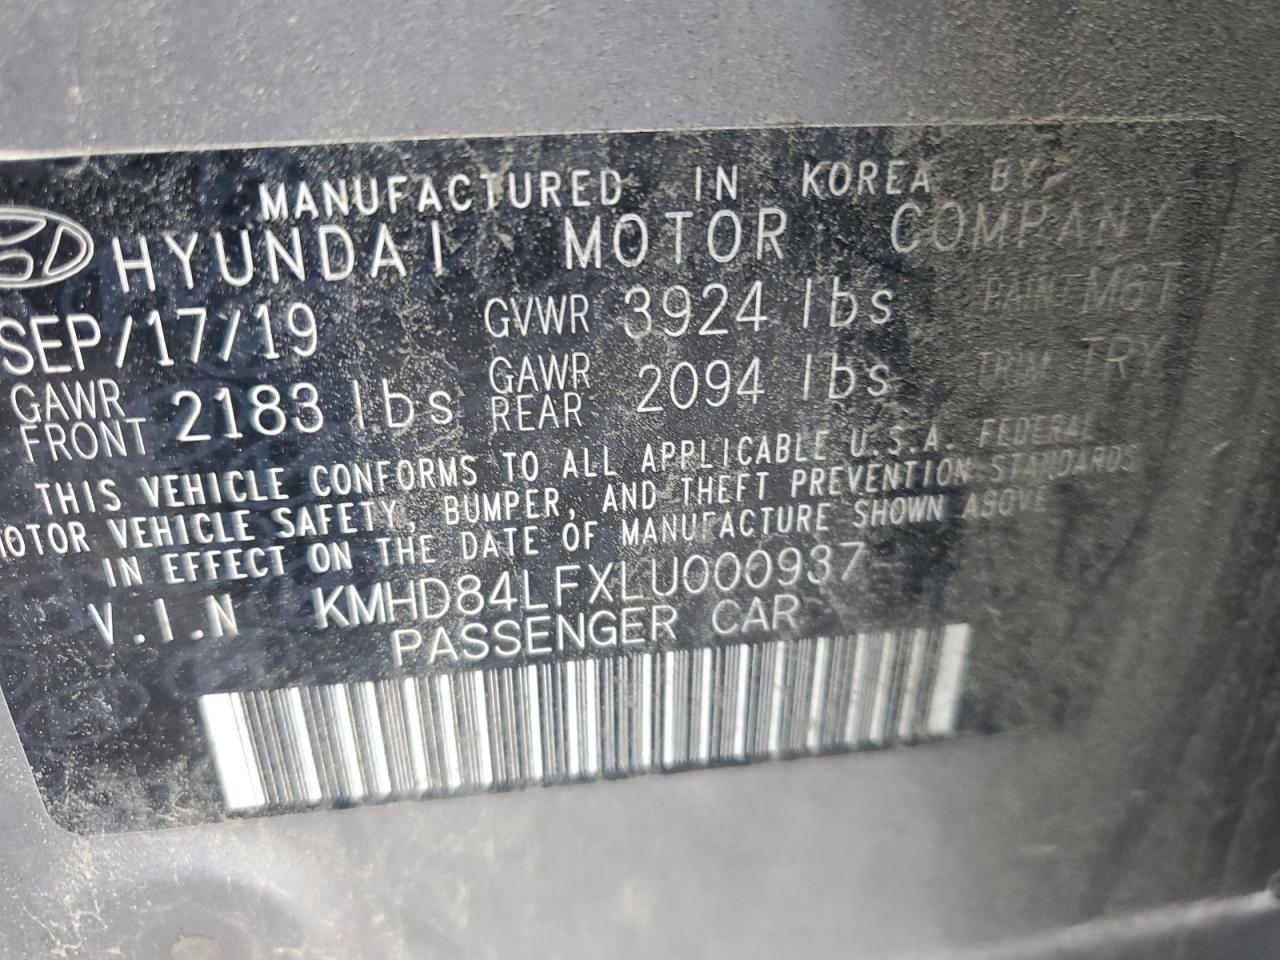 MANUFACTURED IN KOREA BY
HYUNDAI MOTOR COMPANY
SEP/17/19 GVWR 3924 lbs PAINT M6T
GAWR FRONT 2183 lbs GAWR REAR 2094 lbs TRIM TRY
THIS VEHICLE CONFORMS TO ALL APPLICABLE U.S.A. FEDERAL
MOTOR VEHICLE SAFETY, BUMPER, AND THEFT PREVENTION STANDARDS
IN EFFECT ON THE DATE OF MANUFACTURE SHOWN ABOVE
V.I.N KMHD84LFXLU000937
PASSENGER CAR